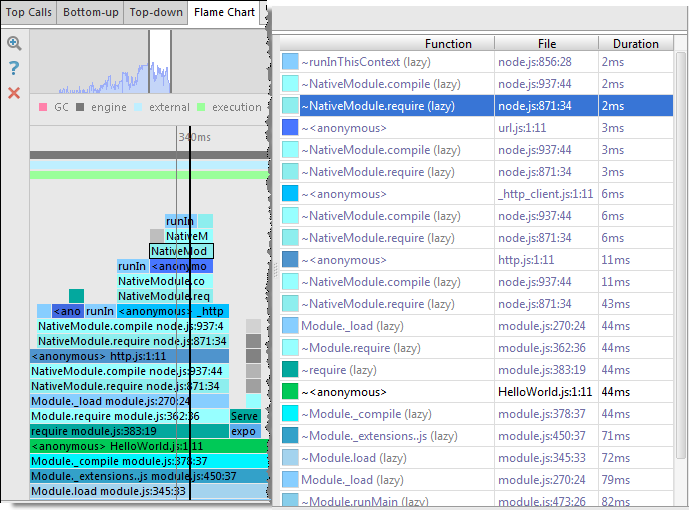 Top Calls Bottom-up Top-down Flame Chart
?
GC engine external execution
340ms
runIn
NativeM
NativeMod
runIn <anonymo
NativeModule.co
NativeModule.req
<ano runIn <anonymous> _http
NativeModule.compile node.js:937:4
NativeModule.require node.js:871:34
<anonymous> http.js:1:11
NativeModule.compile node.js:937:44
NativeModule.require node.js:871:34
Module._load module.js:270:24
Module.require module.js:362:36 Serve
require module.js:383:19 expo
<anonymous> HelloWorld.js:1:11
Module._compile module.js:378:37
Module._extensions..js module.js:450:37
Module.load module.js:345:33
Function File Duration
~runInThisContext (lazy) node.js:856:28 2ms
~NativeModule.compile (lazy) node.js:937:44 2ms
~NativeModule.require (lazy) node.js:871:34 2ms
~<anonymous> url.js:1:11 3ms
~NativeModule.compile (lazy) node.js:937:44 3ms
~NativeModule.require (lazy) node.js:871:34 3ms
~<anonymous> _http_client.js:1:11 6ms
~NativeModule.compile (lazy) node.js:937:44 6ms
~NativeModule.require (lazy) node.js:871:34 6ms
~<anonymous> http.js:1:11 11ms
~NativeModule.compile (lazy) node.js:937:44 11ms
~NativeModule.require (lazy) node.js:871:34 43ms
Module._load (lazy) module.js:270:24 44ms
~Module.require (lazy) module.js:362:36 44ms
~require (lazy) module.js:383:19 44ms
~<anonymous> HelloWorld.js:1:11 44ms
~Module._compile (lazy) module.js:378:37 44ms
~Module._extensions..js (lazy) module.js:450:37 71ms
~Module.load (lazy) module.js:345:33 72ms
Module._load (lazy) module.js:270:24 79ms
~Module.runMain (lazy) module.js:473:26 82ms